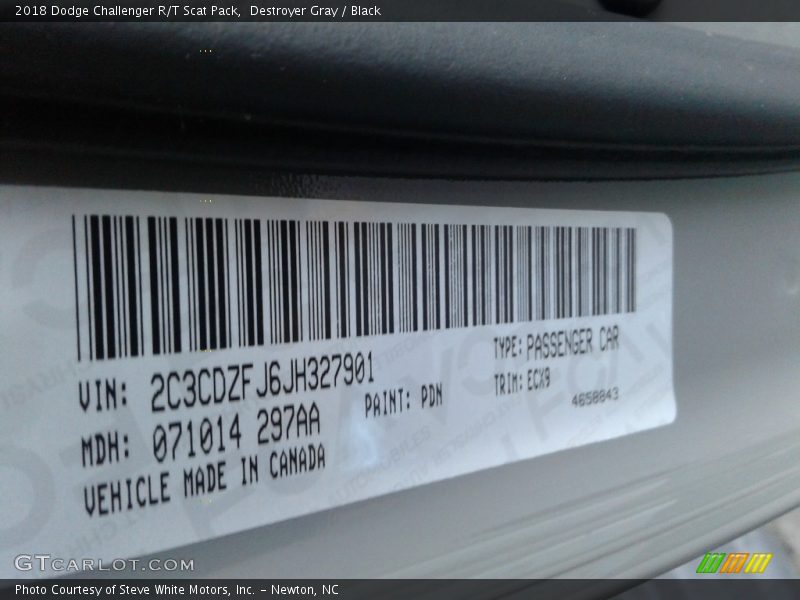 2018 Dodge Challenger R/T Scat Pack,  Destroyer Gray / Black
VIN: 2C3CDZFJ6JH327901
TYPE: PASSENGER CAR
MDH: 071014 297AA
PAINT: PDN
TRIM: ECX9
4658843
VEHICLE MADE IN CANADA
GTCARLOT.COM
Photo Courtesy of Steve White Motors, Inc. – Newton, NC